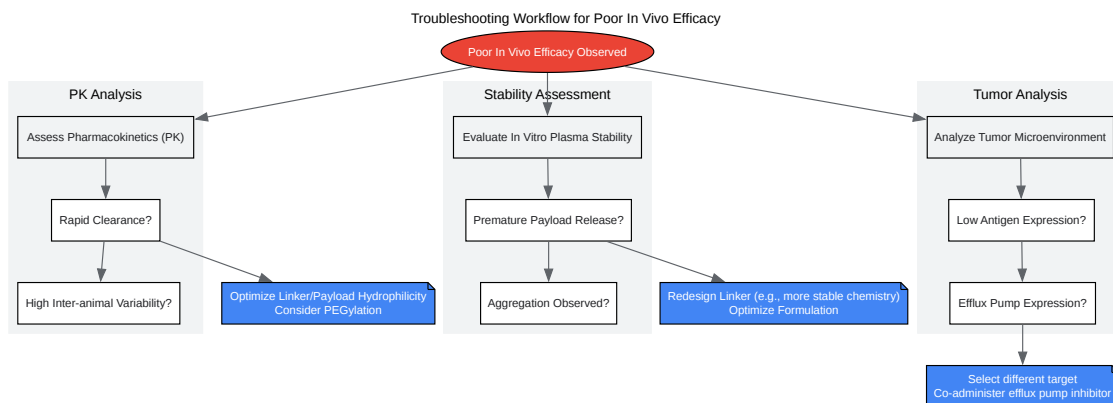 Troubleshooting Workflow for Poor In Vivo Efficacy
Poor In Vivo Efficacy Observed
PK Analysis
Stability Assessment
Tumor Analysis
Assess Pharmacokinetics (PK)
Evaluate In Vitro Plasma Stability
Analyze Tumor Microenvironment
Rapid Clearance?
Premature Payload Release?
Low Antigen Expression?
High Inter-animal Variability?
Optimize Linker/Payload Hydrophilicity
Consider PEGylation
Aggregation Observed?
Redesign Linker (e.g., more stable chemistry)
Optimize Formulation
Efflux Pump Expression?
Select different target
Co-administer efflux pump inhibitor